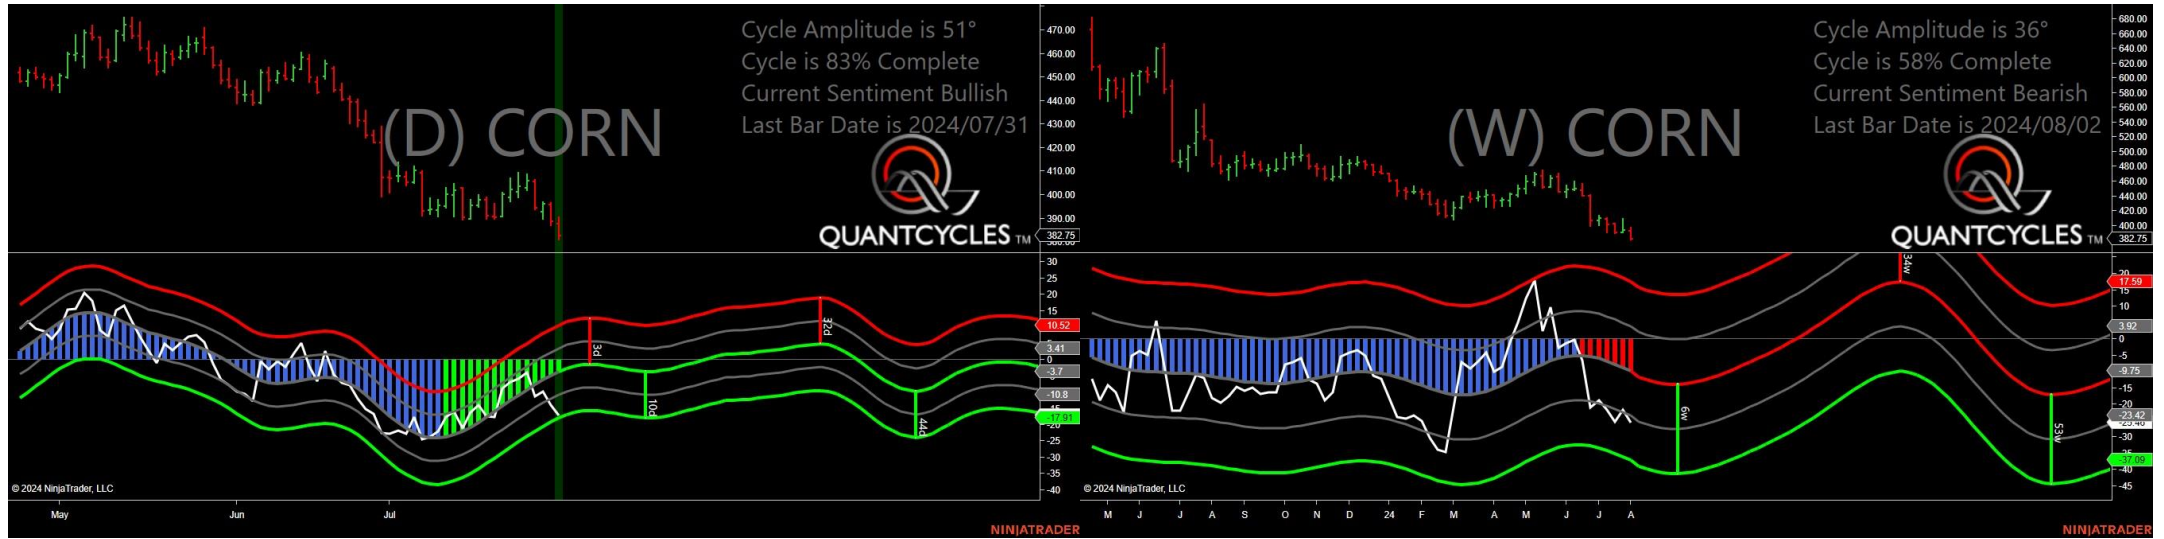 Cycle Amplitude is 51°
Cycle is 83% Complete
Current Sentiment Bullish
Last Bar Date is 2024/07/31
(D) CORN
QUANTCYCLES TM
470.00
460.00
450.00
440.00
430.00
420.00
410.00
400.00
390.00
382.75
30
25
20
15
10.52
3.41
0
-3.7
-10.8
-17.91
-20
-25
-30
-35
-40
3d
10d
32d
44d
© 2024 NinjaTrader, LLC
May
Jun
Jul
NINJATRADER
Cycle Amplitude is 36°
Cycle is 58% Complete
Current Sentiment Bearish
Last Bar Date is 2024/08/02
(W) CORN
QUANTCYCLES TM
680.00
660.00
640.00
620.00
600.00
580.00
560.00
540.00
520.00
500.00
480.00
460.00
440.00
420.00
400.00
382.75
20
17.59
10
3.92
0
-5
-9.75
-15
-20
-23.42
-30
-37.09
-40
-45
6w
34w
53w
© 2024 NinjaTrader, LLC
M
J
J
A
S
O
N
D
24
F
M
A
M
J
J
A
NINJATRADER